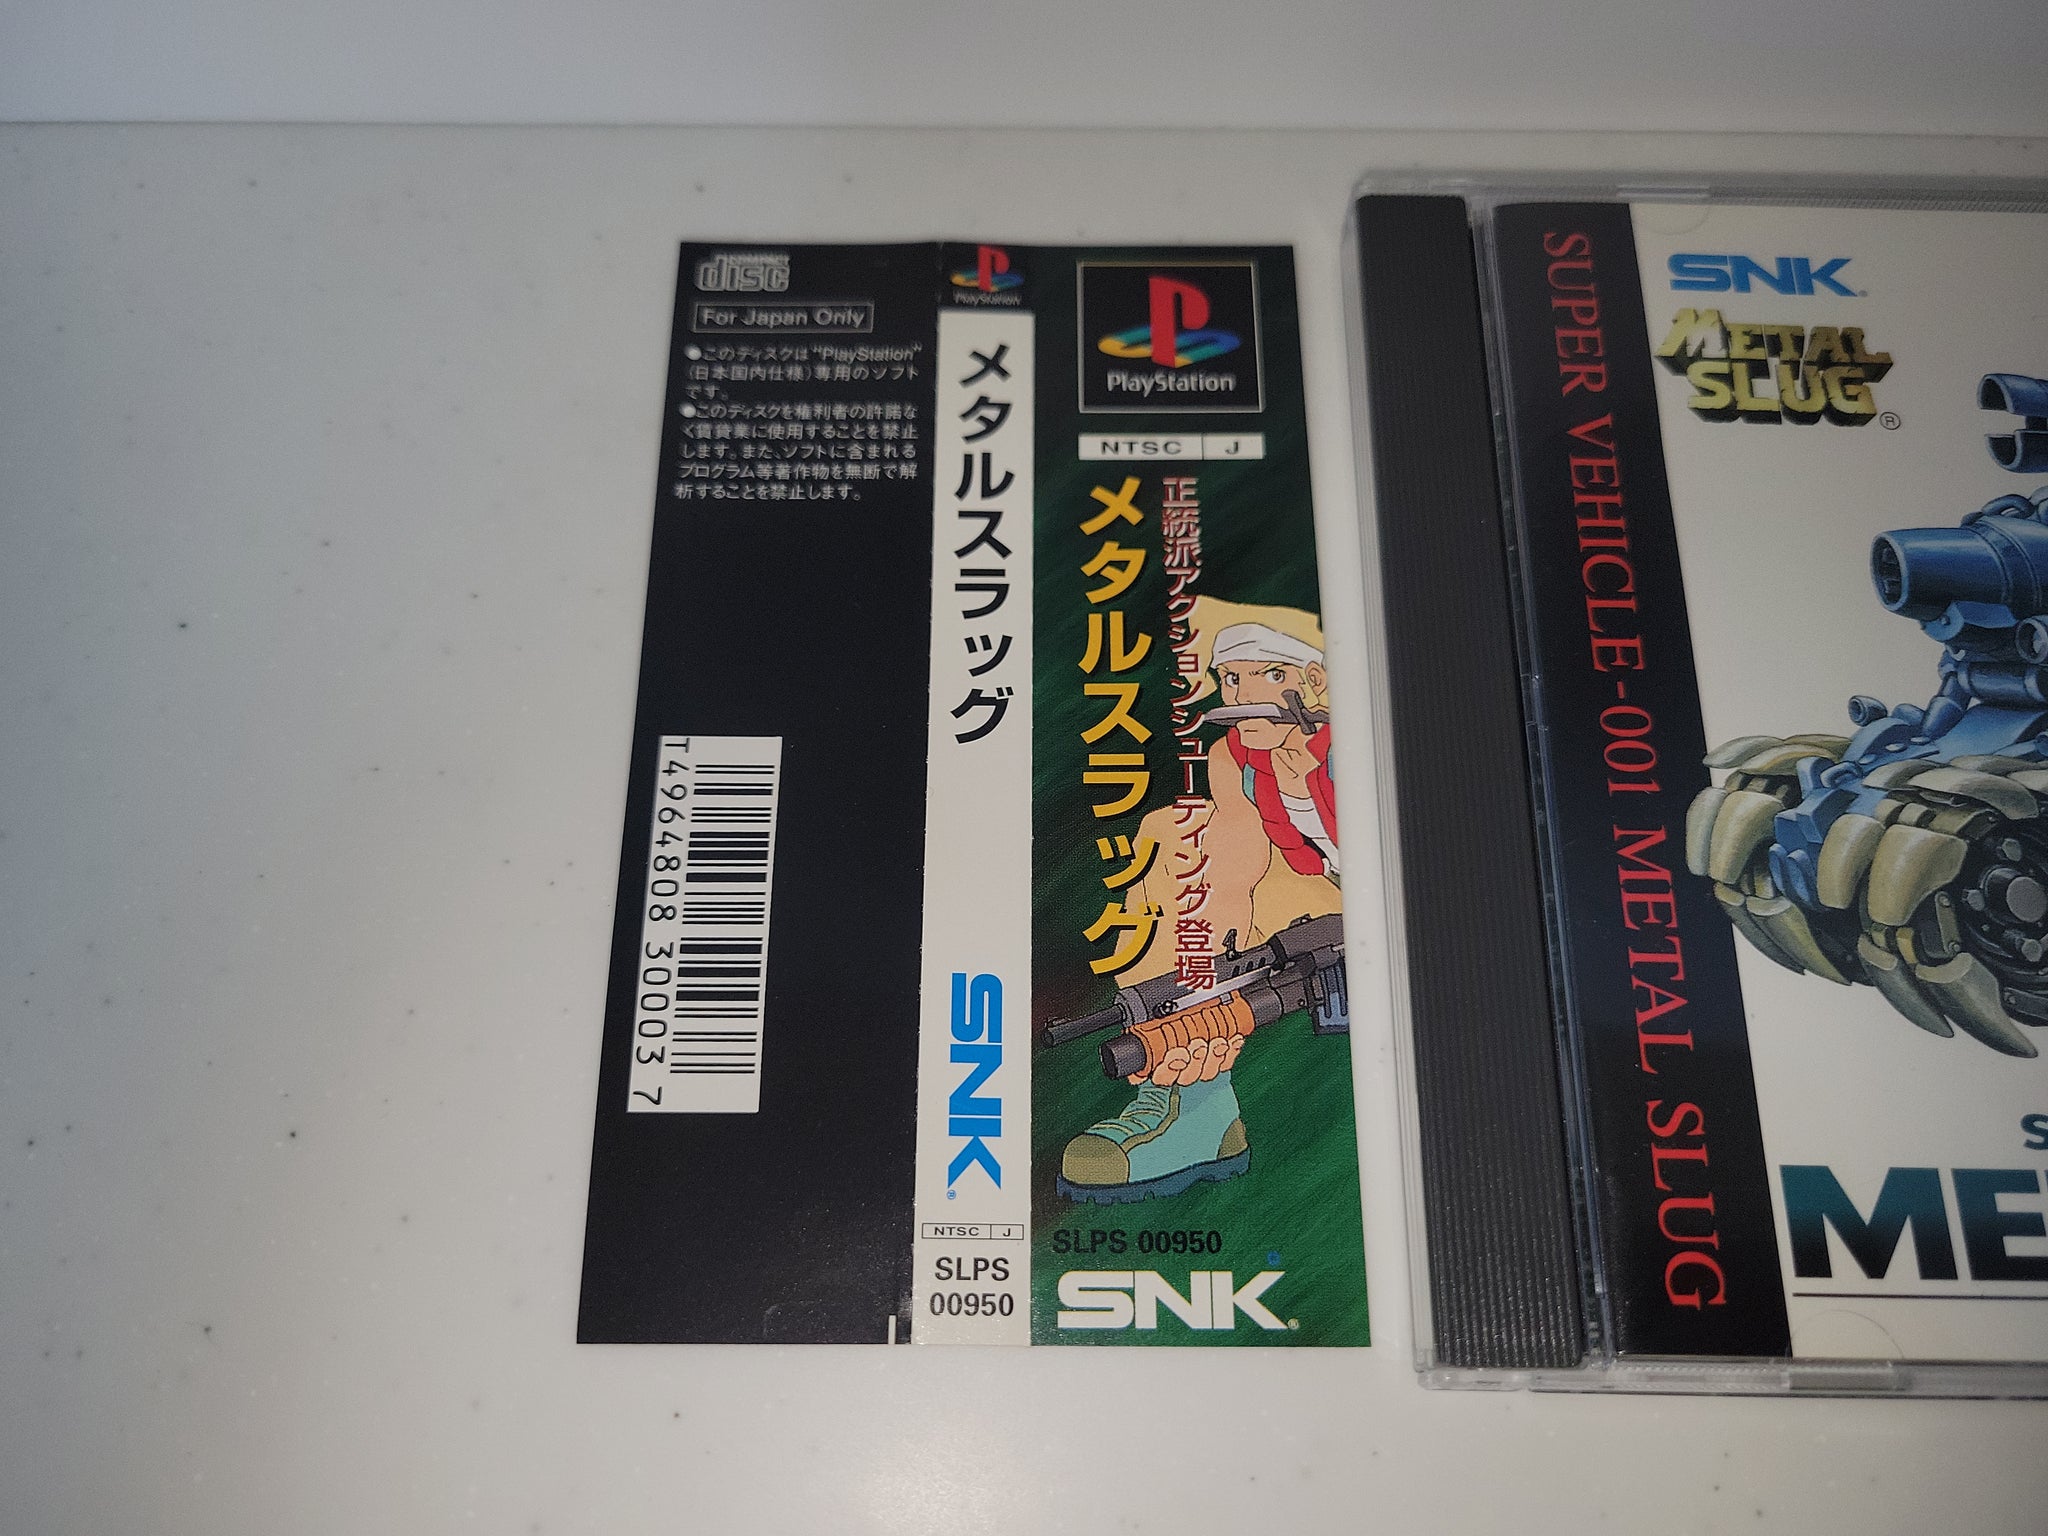 COMPACT
disc
For Japan Only
●このディスクは"PlayStation"
(日本国内仕様)専用のソフト
です。
●このディスクを権利者の許諾な
く賃貸業に使用することを禁止
します。また、ソフトに含まれる
プログラム等著作物を無断で解
析することを禁止します。
T4964808 300037
PlayStation
メタルスラッグ
SNK®
NTSC J
SLPS
00950
PlayStation
NTSC J
正統派アクションシューティング登場
メタルスラッグ
SLPS 00950
SNK®
SUPER VEHICLE-001 METAL SLUG
SNK
METAL
SLUG®
S
ME